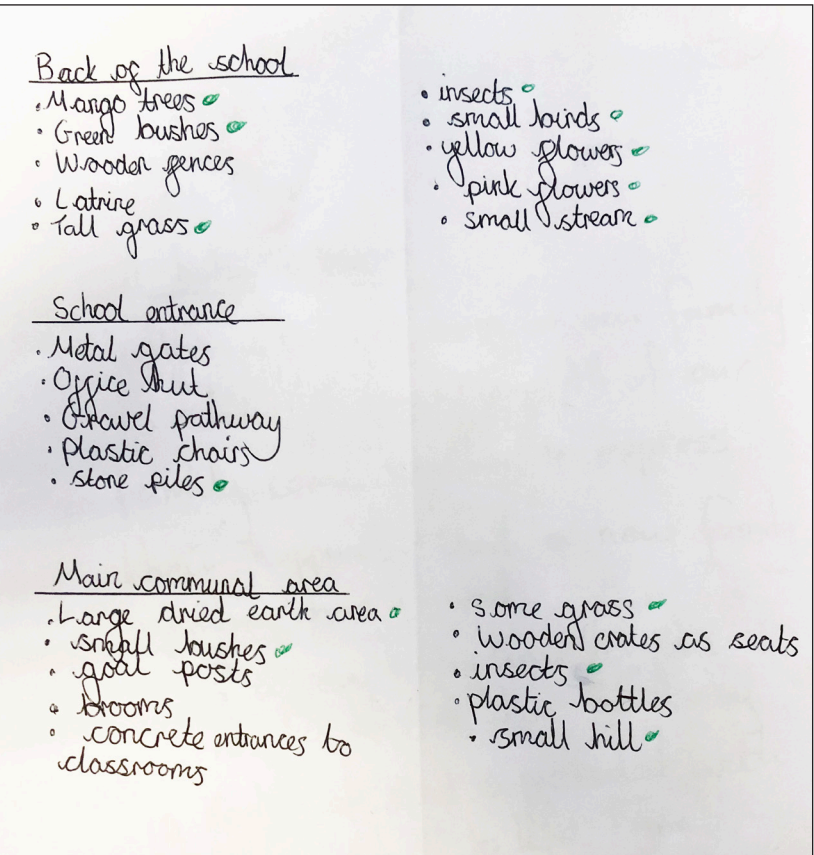 Back of the school
• Mango trees
• Green bushes
• Wooden fences
• Latrine
• Tall grass
• insects
• small birds
• yellow flowers
• pink flowers
• small stream
School entrance
• Metal gates
• Office hut
• Gravel pathway
• Plastic chairs
• stone piles
Main communal area
• Large dried earth area
• small bushes
• goal posts
• brooms
• concrete entrances to
classrooms
• some grass
• wooden crates as seats
• insects
• plastic bottles
• small hill